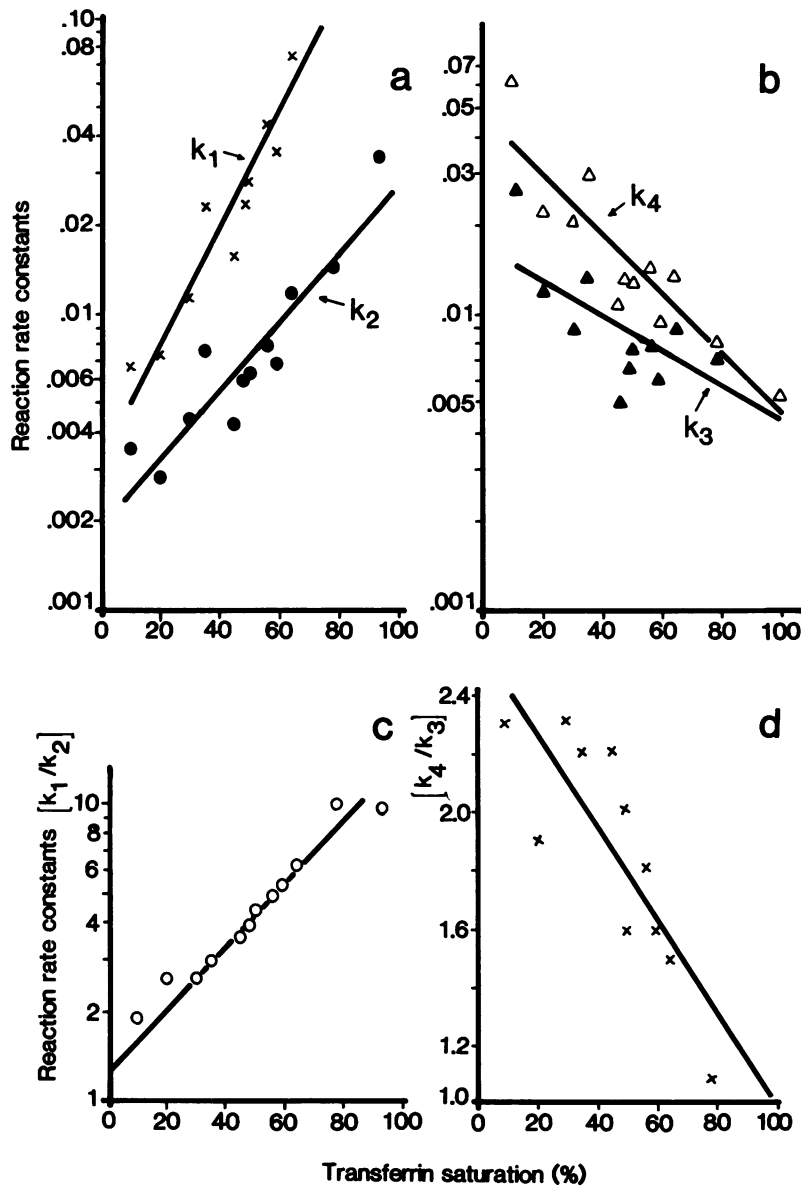 a
Reaction rate constants
.10
.08
.04
.02
.01
.006
.004
.002
.001
k1
k2
0 20 40 60 80 100
b
.07
.05
.03
.01
.005
.001
k4
k3
0 20 40 60 80 100
c
Reaction rate constants [k1/k2]
10
8
4
2
1
0 20 40 60 80 100
d
[k4/k3]
2.4
2.0
1.6
1.2
1.0
0 20 40 60 80 100
Transferrin saturation (%)